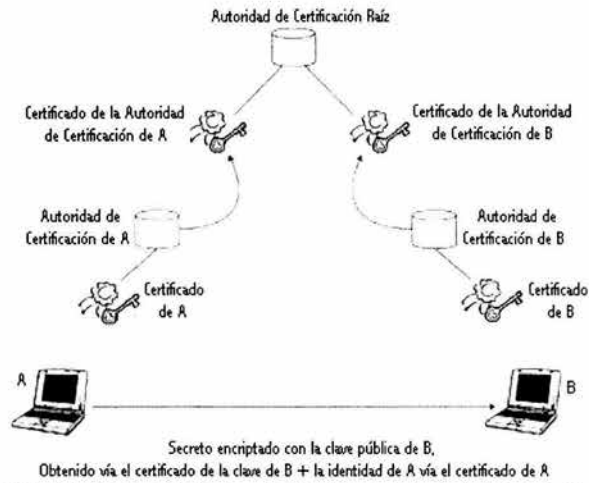 Autoridad de Certificación Raíz
Certificado de la Autoridad
de Certificación de A
Certificado de la Autoridad
de Certificación de B
Autoridad de
Certificación de A
Autoridad de
Certificación de B
Certificado
de A
Certificado
de B
A
B
Secreto encriptado con la clave pública de B,
Obtenido vía el certificado de la clave de B + la identidad de A vía el certificado de A